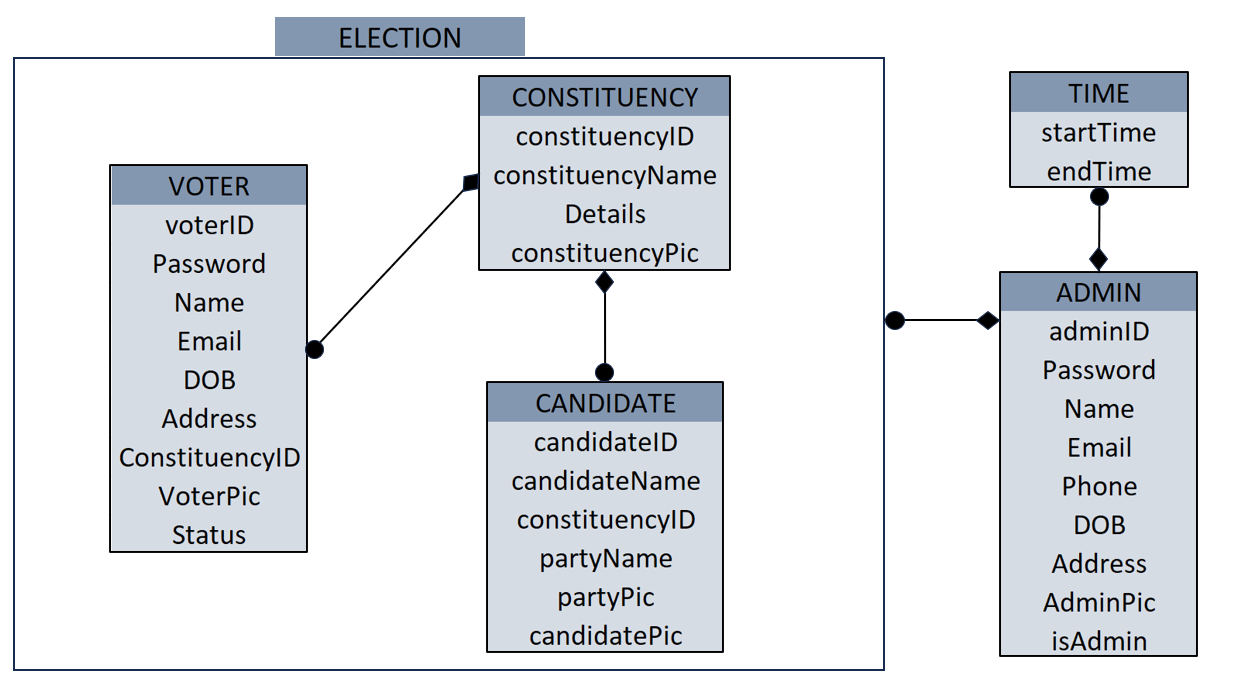 ELECTION
VOTER
voterID
Password
Name
Email
DOB
Address
ConstituencyID
VoterPic
Status
CONSTITUENCY
constituencyID
constituencyName
Details
constituencyPic
CANDIDATE
candidateID
candidateName
constituencyID
partyName
partyPic
candidatePic
TIME
startTime
endTime
ADMIN
adminID
Password
Name
Email
Phone
DOB
Address
AdminPic
isAdmin